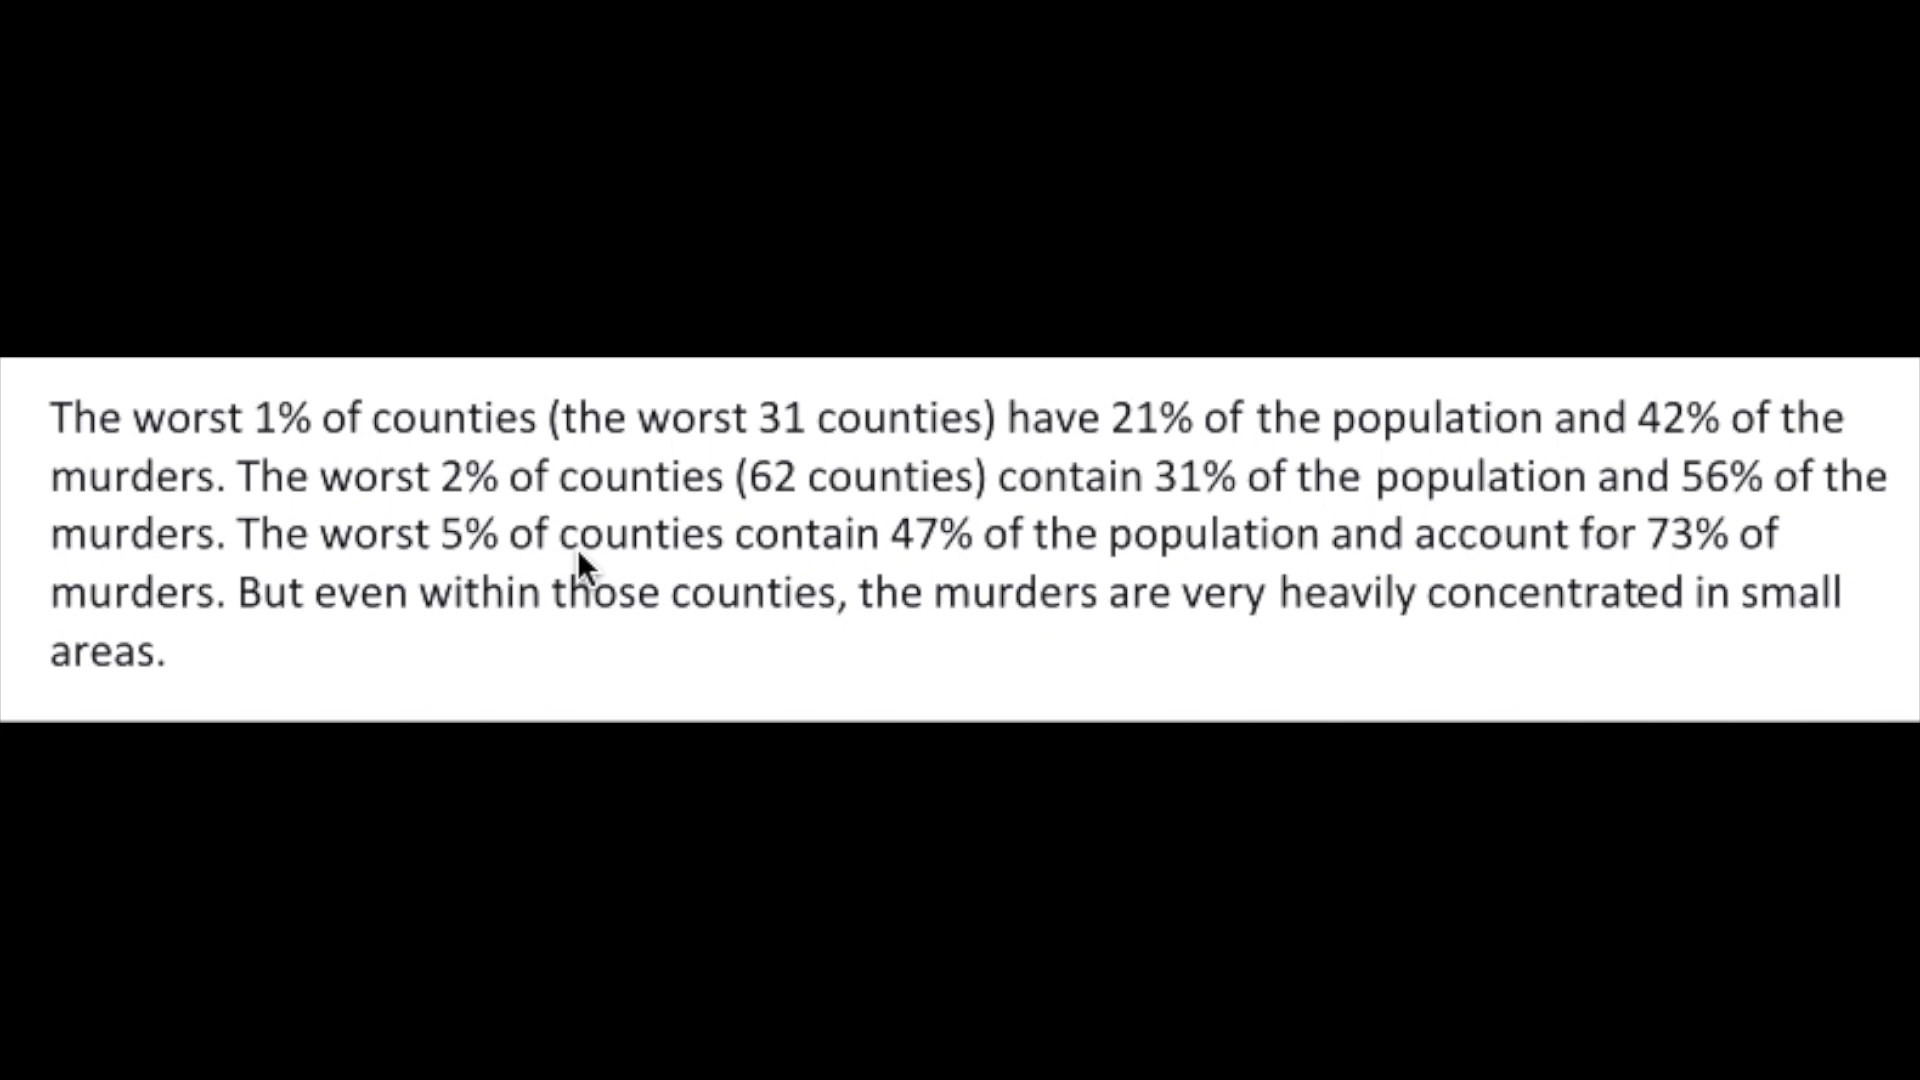 The worst 1% of counties (the worst 31 counties) have 21% of the population and 42% of the
murders. The worst 2% of counties (62 counties) contain 31% of the population and 56% of the
murders. The worst 5% of counties contain 47% of the population and account for 73% of
murders. But even within those counties, the murders are very heavily concentrated in small
areas.